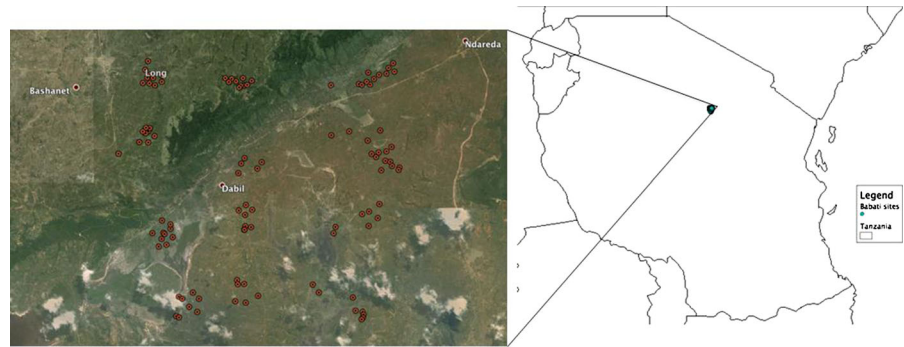 Ndareda
Long
Bashanet
Dabil
Legend
Babati sites
Tanzania